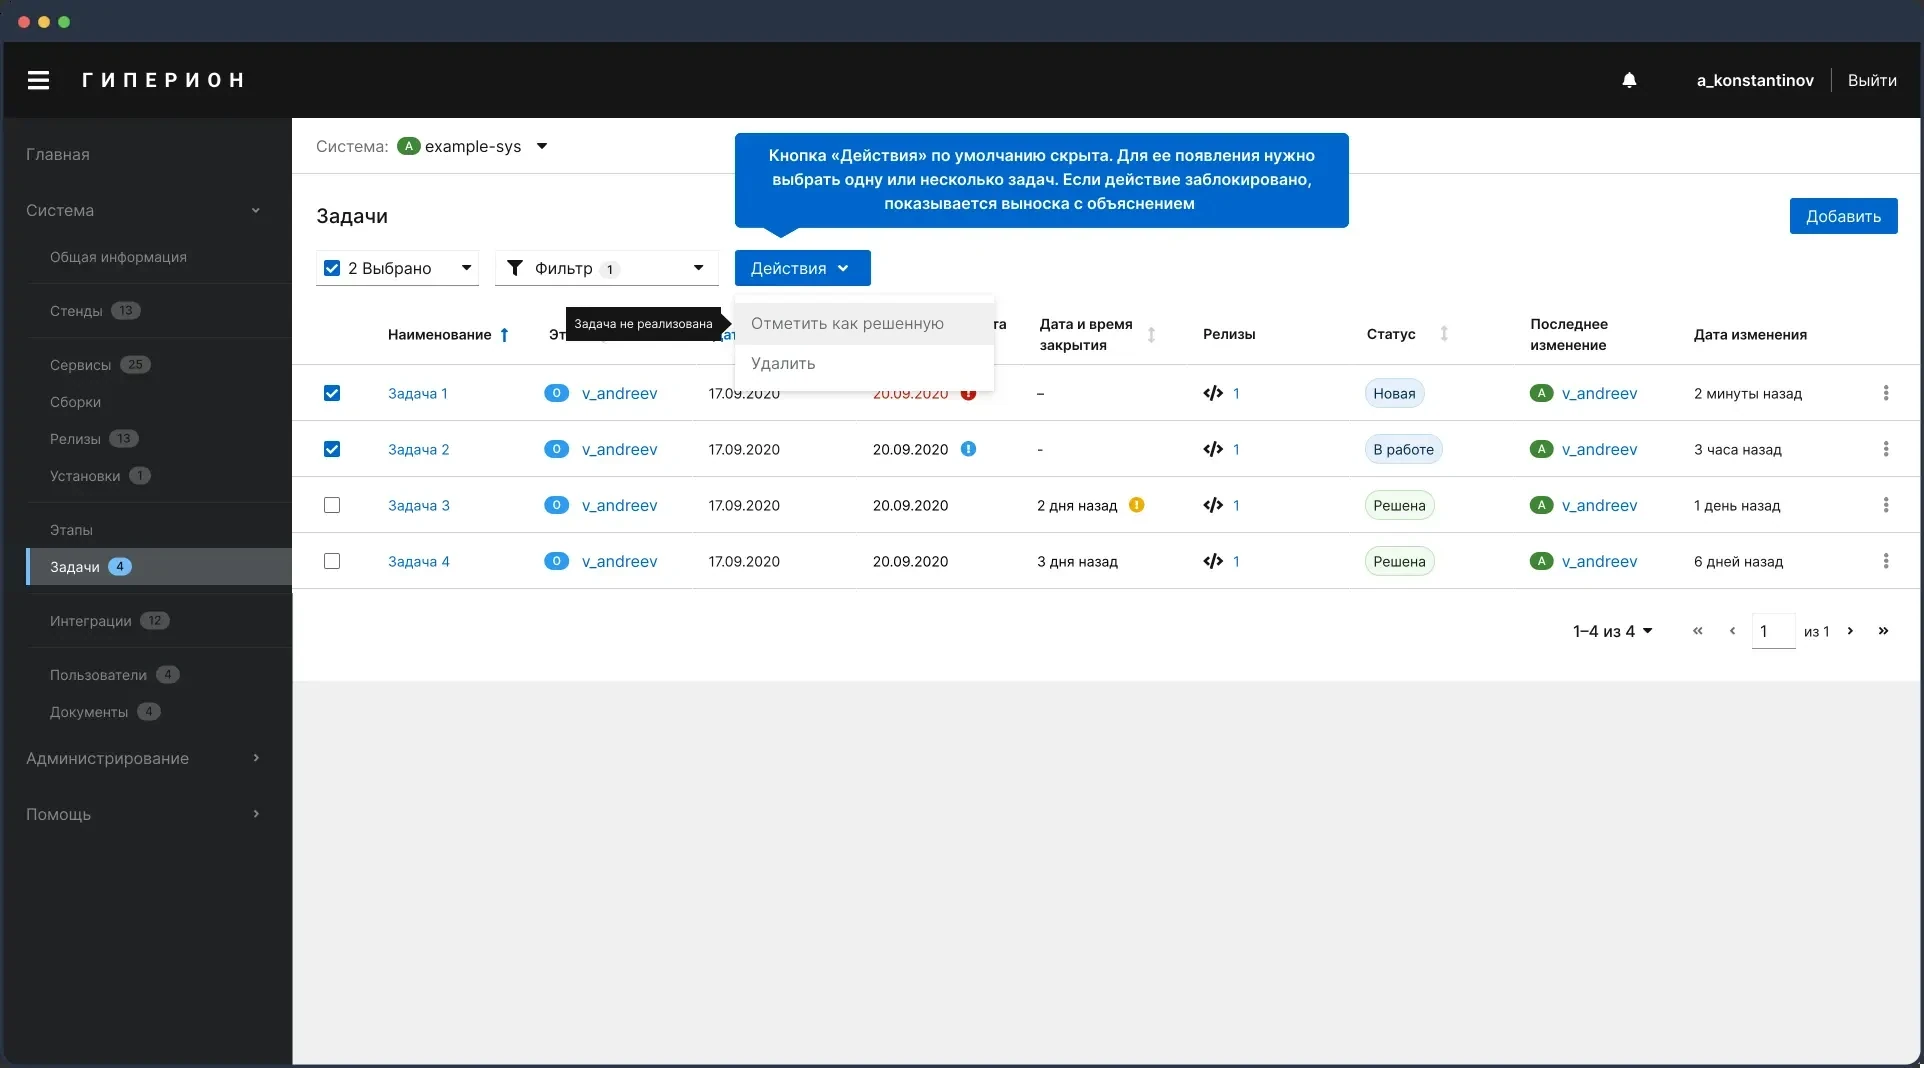 ГИПЕРИОН
a_konstantinov
Выйти
Главная
Система
Общая информация
Стенды 13
Сервисы 25
Сборки
Релизы 13
Установки 1
Этапы
Задачи 4
Интеграции 12
Пользователи 4
Документы 4
Администрирование
Помощь
Система: A example-sys
Кнопка «Действия» по умолчанию скрыта. Для ее появления нужно
выбрать одну или несколько задач. Если действие заблокировано,
показывается выноска с объяснением
Задачи
Добавить
2 Выбрано
Фильтр 1
Действия
Задача не реализована
Отметить как решенную
Удалить
Наименование
Дата и время
закрытия
Релизы
Статус
Последнее
изменение
Дата изменения
Задача 1 O v_andreev 17.09.2020 20.09.2020 – 1 Новая A v_andreev 2 минуты назад
Задача 2 O v_andreev 17.09.2020 20.09.2020 - 1 В работе A v_andreev 3 часа назад
Задача 3 O v_andreev 17.09.2020 20.09.2020 2 дня назад 1 Решена A v_andreev 1 день назад
Задача 4 O v_andreev 17.09.2020 20.09.2020 3 дня назад 1 Решена A v_andreev 6 дней назад
1–4 из 4
1 из 1